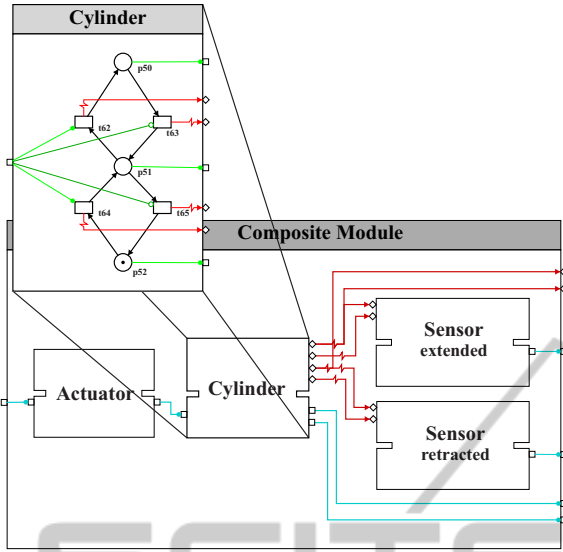 Cylinder
p50
t62
t63
p51
t64
t65
p52
Composite Module
Sensor
extended
Actuator
Cylinder
Sensor
retracted